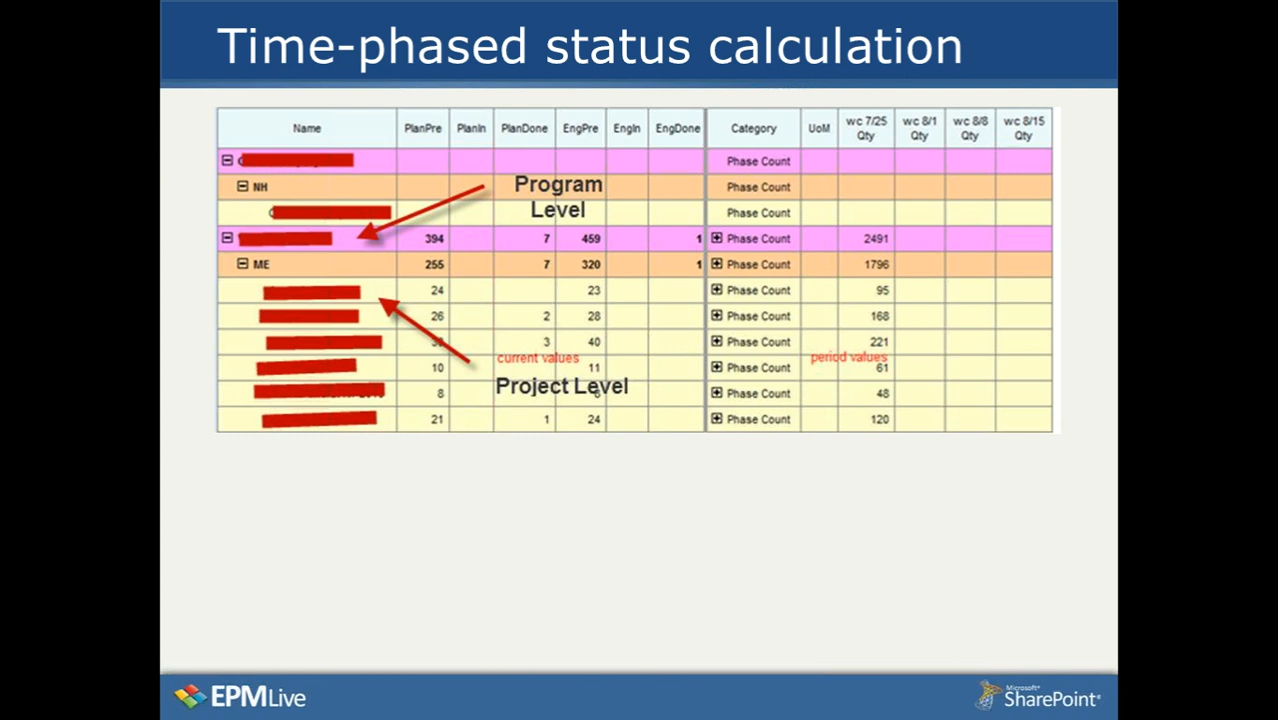 Time-phased status calculation
Name PlanPre PlanIn PlanDone EngPre EngIn EngDone Category UoM wc 7/25 Qty wc 8/1 Qty wc 8/8 Qty wc 8/15 Qty
Phase Count
NH Phase Count
Program Level
Phase Count
394 7 459 1 Phase Count 2491
ME 255 7 320 1 Phase Count 1796
24 23 Phase Count 95
26 2 28 Phase Count 168
3 40 Phase Count 221
current values period values
10 11 Phase Count 61
Project Level
8 Phase Count 48
21 1 24 Phase Count 120
EPMLive
Microsoft
SharePoint